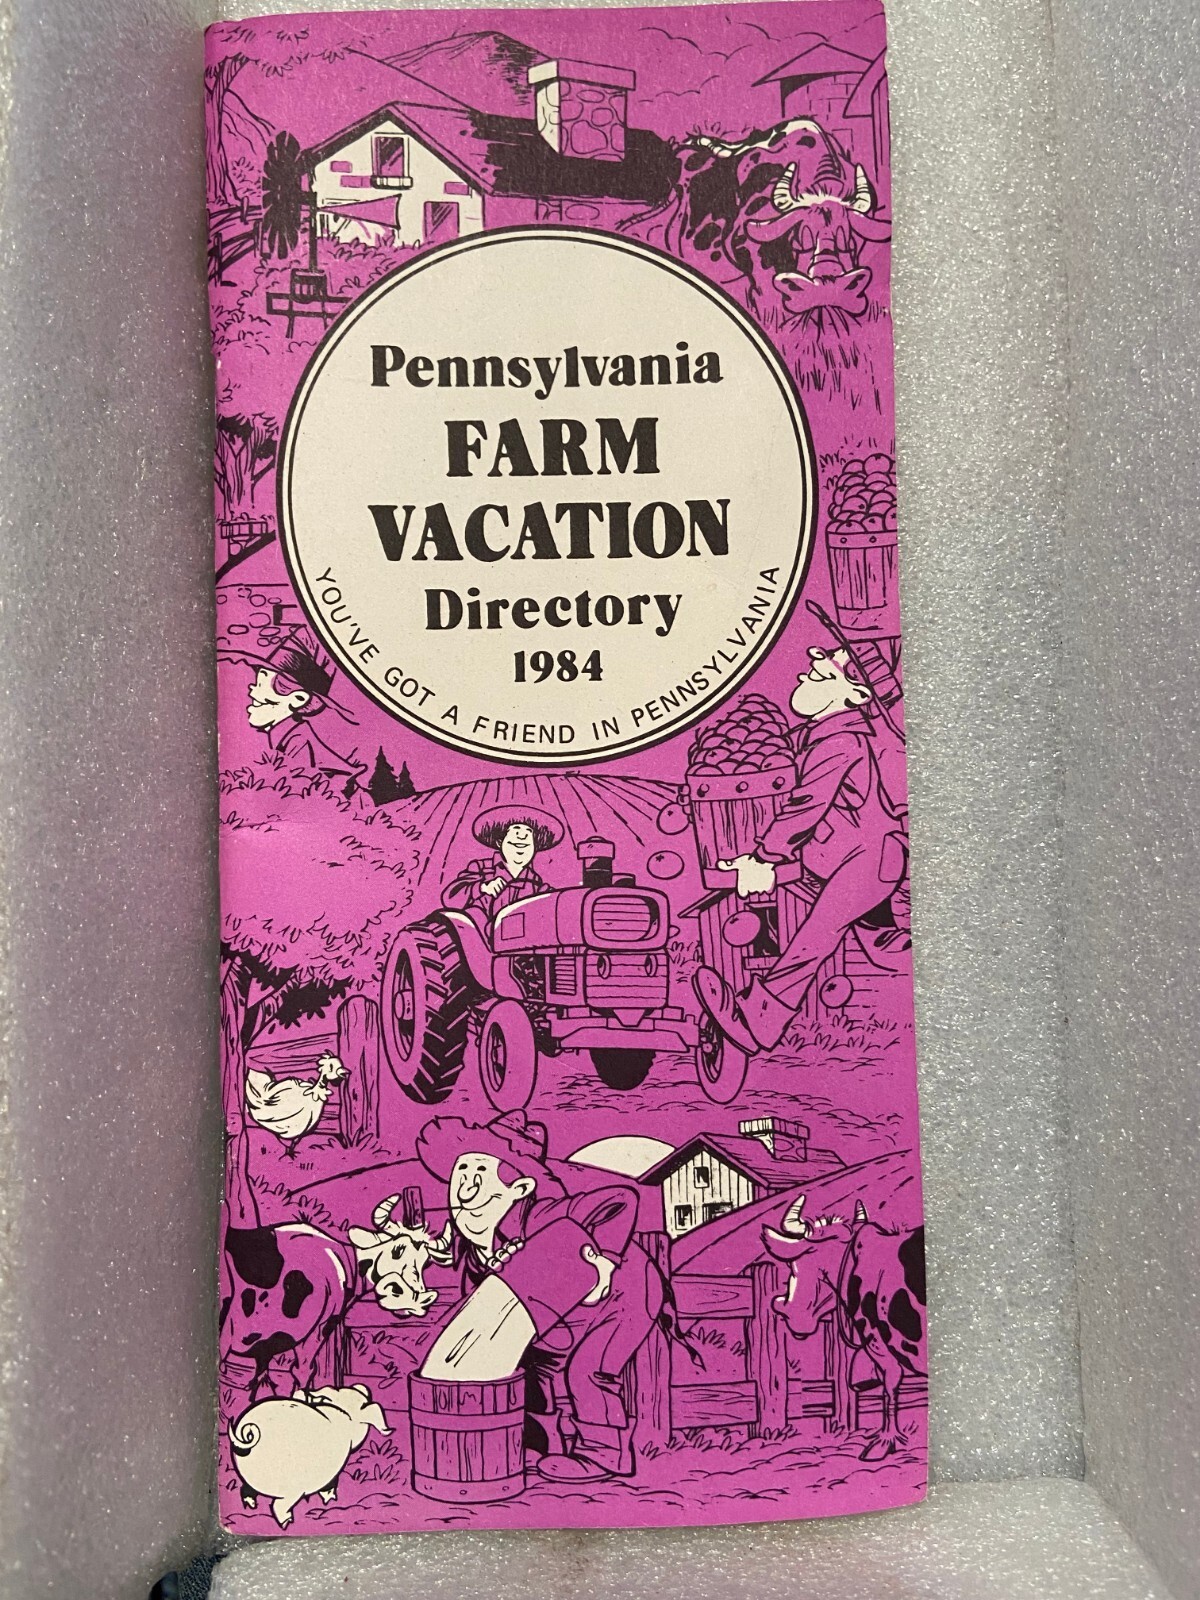 Pennsylvania
FARM
VACATION
Directory
1984
YOU'VE GOT A FRIEND IN PENNSYLVANIA